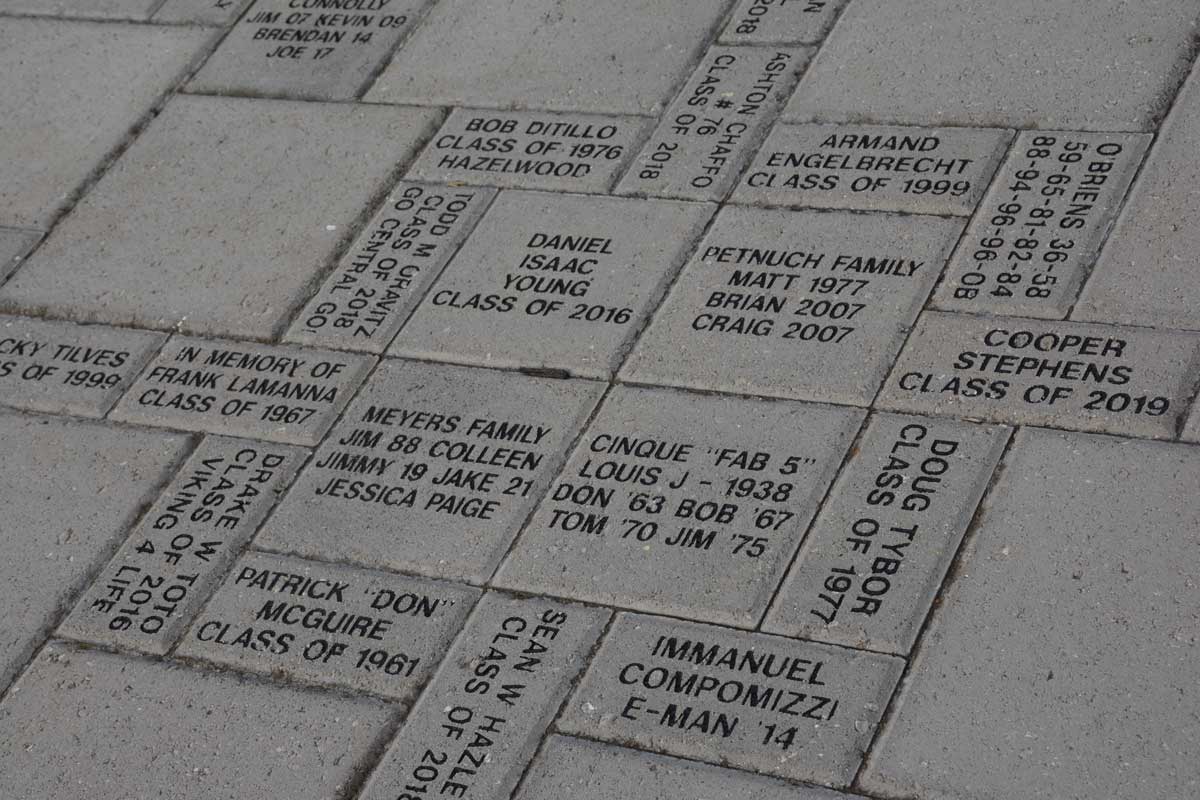 CONNOLLY
JIM 07 KEVIN 09
BRENDAN 14
JOE 17
2018
ASHTON CHAFFO
# 76
CLASS OF 2018
BOB DITILLO
CLASS OF 1976
HAZELWOOD
ARMAND
ENGELBRECHT
CLASS OF 1999
O'BRIENS 36-58
59-65-81-82-84
88-94-96-96-OB
TODD M GRAVITZ
CLASS OF 2018
GO CENTRAL GO
DANIEL
ISAAC
YOUNG
CLASS OF 2016
PETNUCH FAMILY
MATT 1977
BRIAN 2007
CRAIG 2007
COOPER
STEPHENS
CLASS OF 2019
CKY TILVES
S OF 1999
IN MEMORY OF
FRANK LAMANNA
CLASS OF 1967
MEYERS FAMILY
JIM 88 COLLEEN
JIMMY 19 JAKE 21
JESSICA PAIGE
CINQUE "FAB 5"
LOUIS J - 1938
DON '63 BOB '67
TOM '70 JIM '75
DOUG TYBOR
CLASS OF 1977
DRAKE W TOTO
CLASS OF 2016
VIKING 4 LIFE
PATRICK "DON"
MCGUIRE
CLASS OF 1961
SEAN W HAZLE
CLASS OF 2018
IMMANUEL
COMPOMIZZI
E-MAN '14